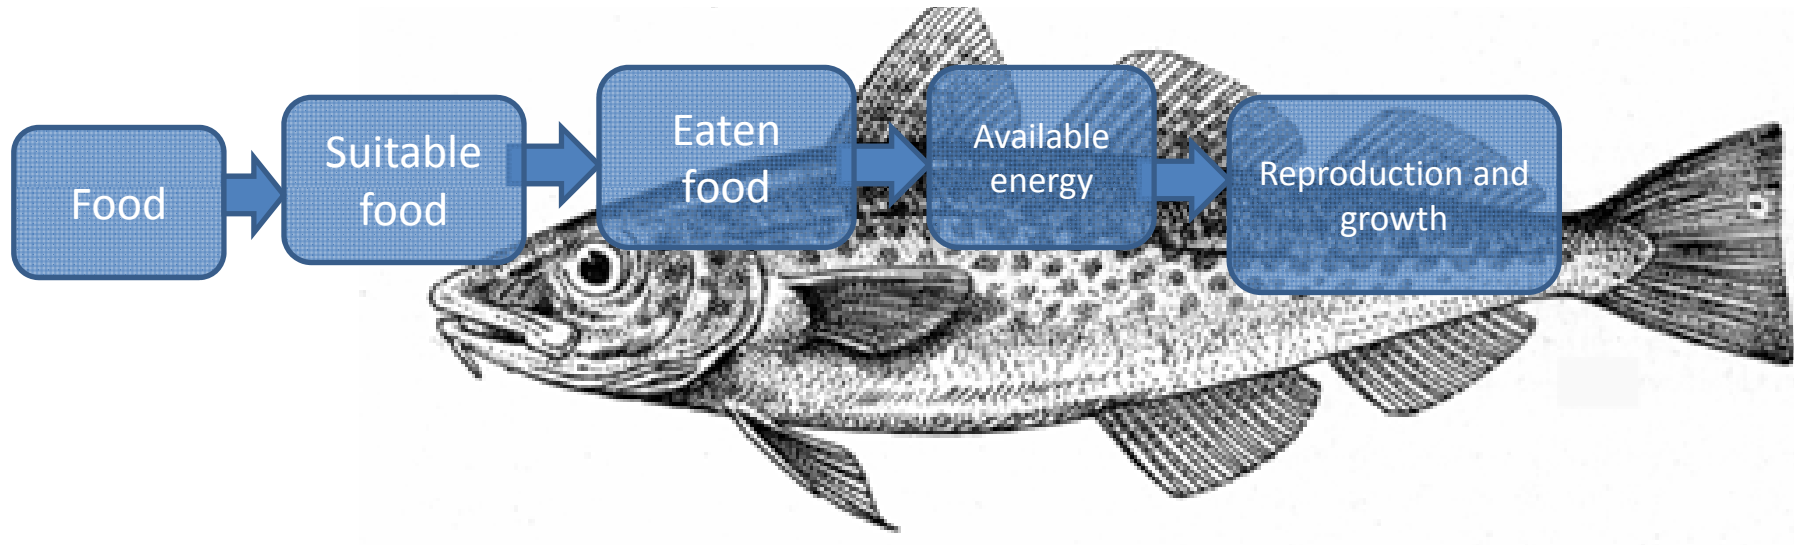 Food
Suitable
food
Eaten
food
Available
energy
Reproduction and
growth